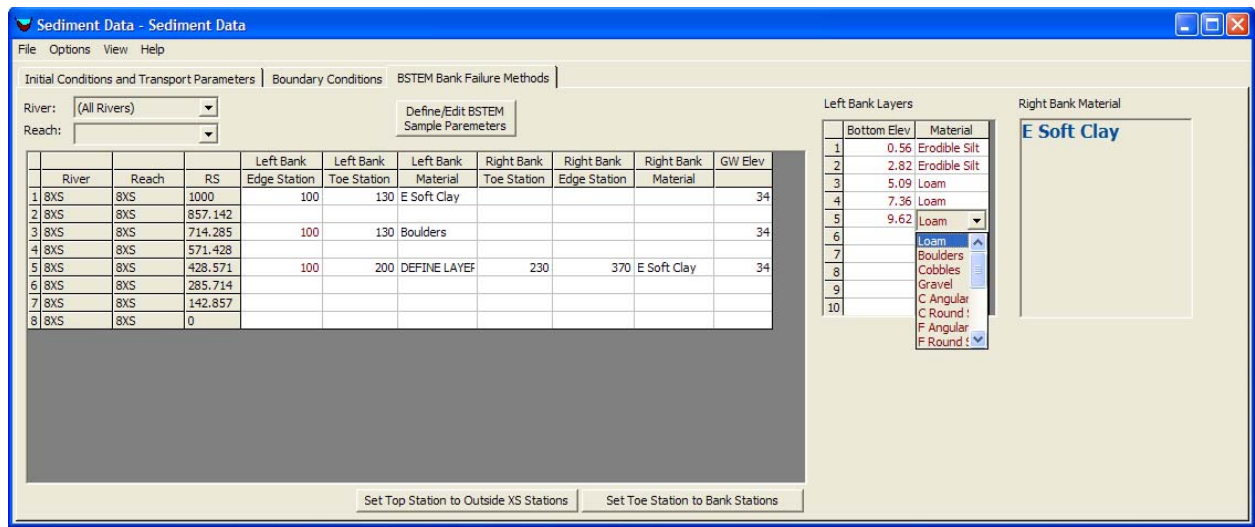 Sediment Data - Sediment Data
File Options View Help
Initial Conditions and Transport Parameters Boundary Conditions BSTEM Bank Failure Methods
River: (All Rivers)
Reach:
Define/Edit BSTEM
Sample Paremeters
Left Bank Left Bank Left Bank Right Bank Right Bank Right Bank GW Elev
River Reach RS Edge Station Toe Station Material Toe Station Edge Station Material
1 8XS 8XS 1000 100 130 E Soft Clay 34
2 8XS 8XS 857.142
3 8XS 8XS 714.285 100 130 Boulders 34
4 8XS 8XS 571.428
5 8XS 8XS 428.571 100 200 DEFINE LAYER 230 370 E Soft Clay 34
6 8XS 8XS 285.714
7 8XS 8XS 142.857
8 8XS 8XS 0
Set Top Station to Outside XS Stations Set Toe Station to Bank Stations
Left Bank Layers
Bottom Elev Material
1 0.56 Erodible Silt
2 2.82 Erodible Silt
3 5.09 Loam
4 7.36 Loam
5 9.62 Loam
6
7
8
9
10
Loam
Boulders
Cobbles
Gravel
C Angular
C Round
F Angular
F Round
Right Bank Material
E Soft Clay